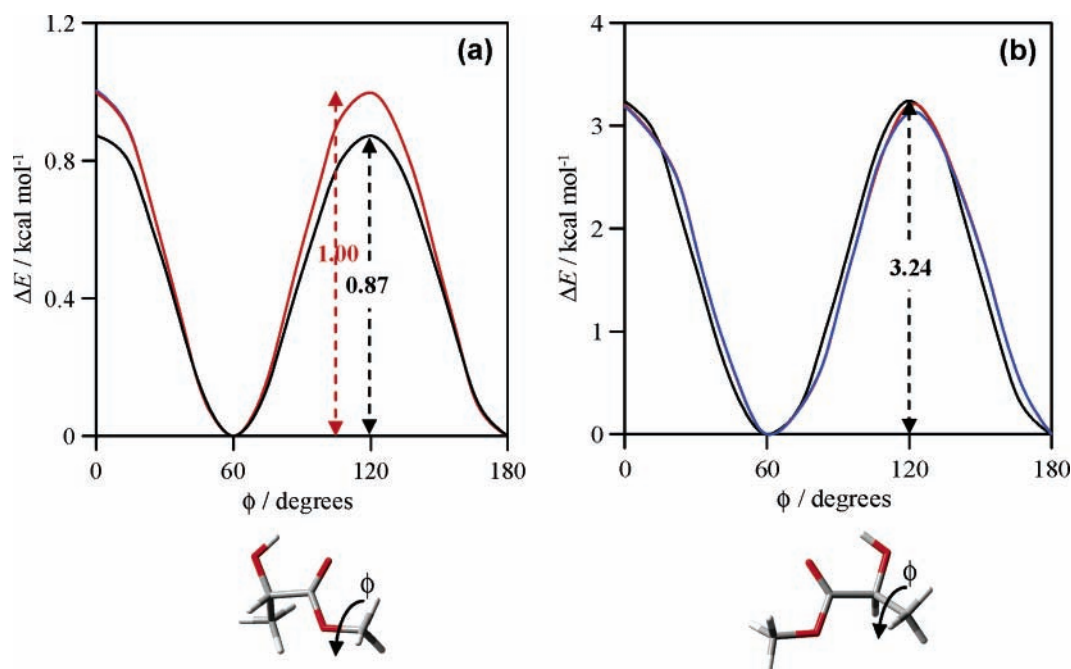 (a)
ΔE / kcal mol⁻¹
1.2
0.8
0.4
0
1.00
0.87
0 60 120 180
ϕ / degrees
ϕ
(b)
ΔE / kcal mol⁻¹
4
3
2
1
0
3.24
0 60 120 180
ϕ / degrees
ϕ